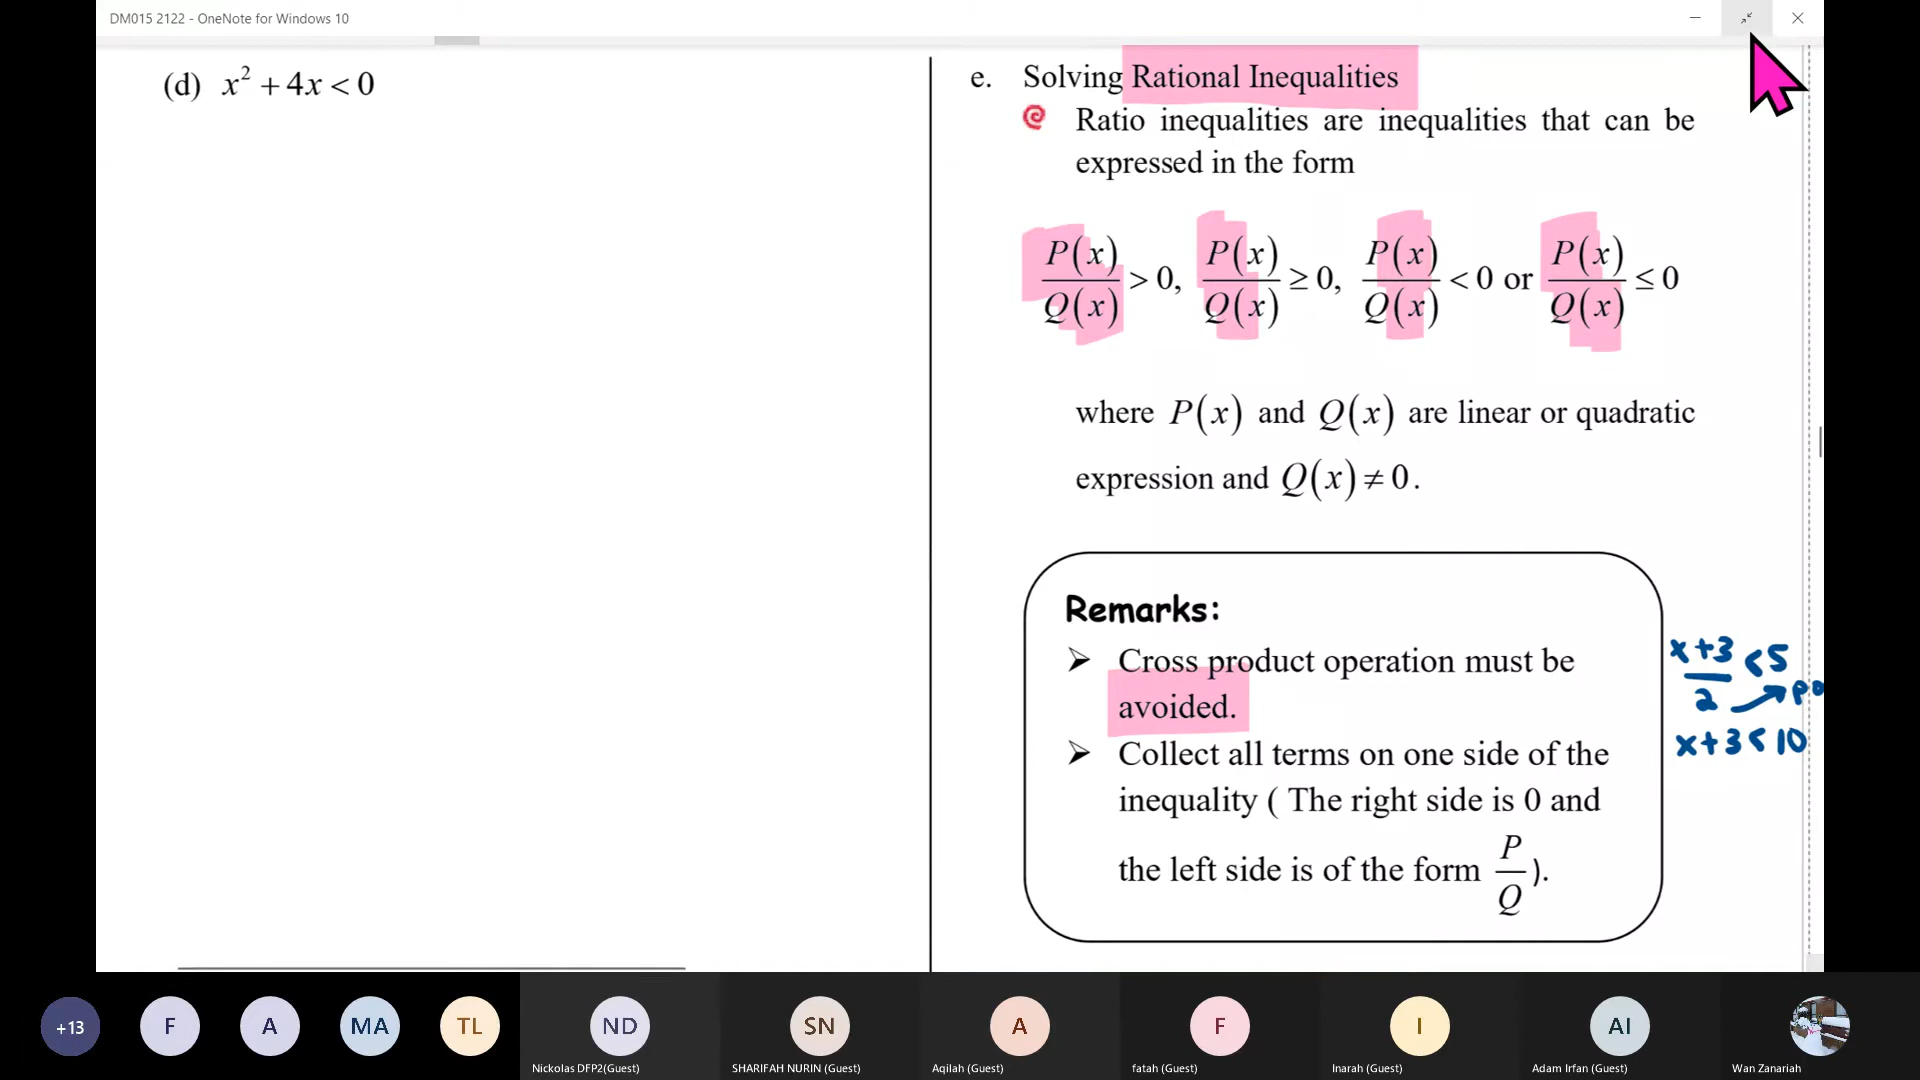 DM015 2122 - OneNote for Windows 10
(d) x² + 4x < 0
e. Solving Rational Inequalities
Ratio inequalities are inequalities that can be
expressed in the form
P(x)/Q(x) > 0, P(x)/Q(x) ≥ 0, P(x)/Q(x) < 0 or P(x)/Q(x) ≤ 0
where P(x) and Q(x) are linear or quadratic
expression and Q(x) ≠ 0.
Remarks:
➢ Cross product operation must be
avoided.
➢ Collect all terms on one side of the
inequality ( The right side is 0 and
the left side is of the form P/Q ).
x+3/2 < 5
x+3 < 10
+13
F
A
MA
TL
ND
SN
A
F
I
AI
Nickolas DFP2(Guest)
SHARIFAH NURIN (Guest)
Aqilah (Guest)
fatah (Guest)
Inarah (Guest)
Adam Irfan (Guest)
Wan Zanariah